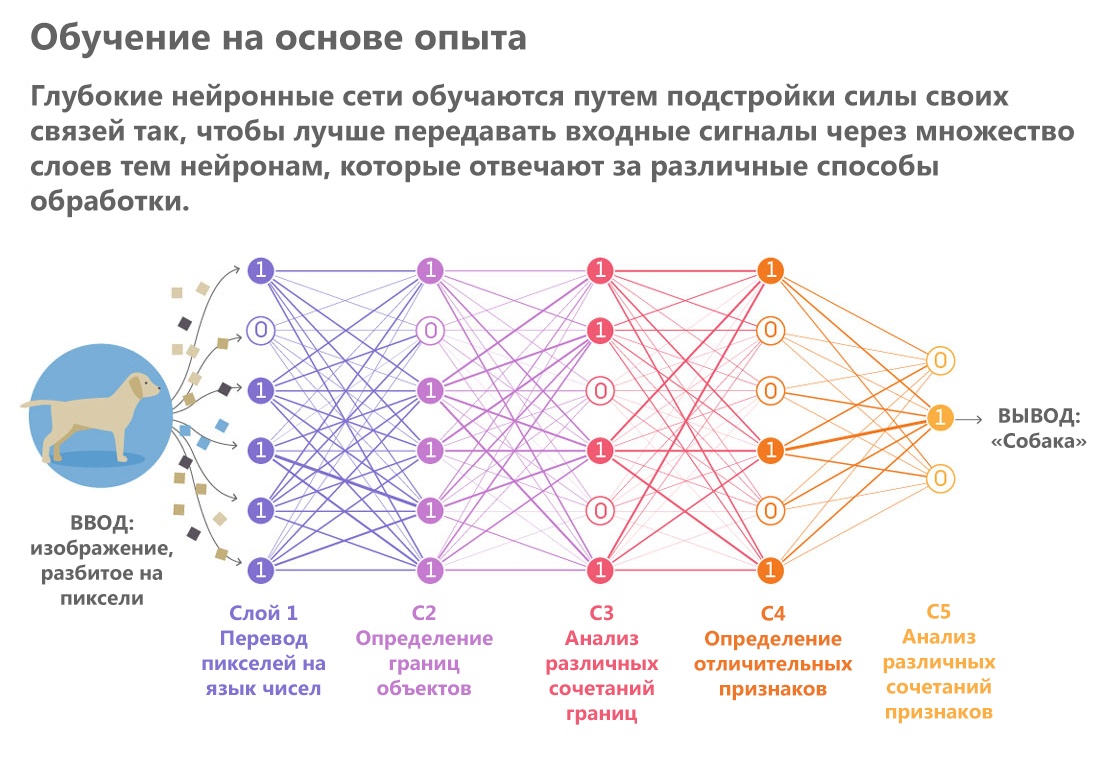 Обучение на основе опыта
Глубокие нейронные сети обучаются путем подстройки силы своих
связей так, чтобы лучше передавать входные сигналы через множество
слоев тем нейронам, которые отвечают за различные способы
обработки.
1
0
1
1
1
1
1
0
1
1
1
1
1
1
0
1
0
1
1
0
0
1
0
1
0
1
0
ВВОД:
изображение,
разбитое на
пиксели
ВЫВОД:
«Собака»
Слой 1
Перевод
пикселей на
язык чисел
С2
Определение
границ
объектов
С3
Анализ
различных
сочетаний
границ
С4
Определение
отличительных
признаков
С5
Анализ
различных
сочетаний
признаков